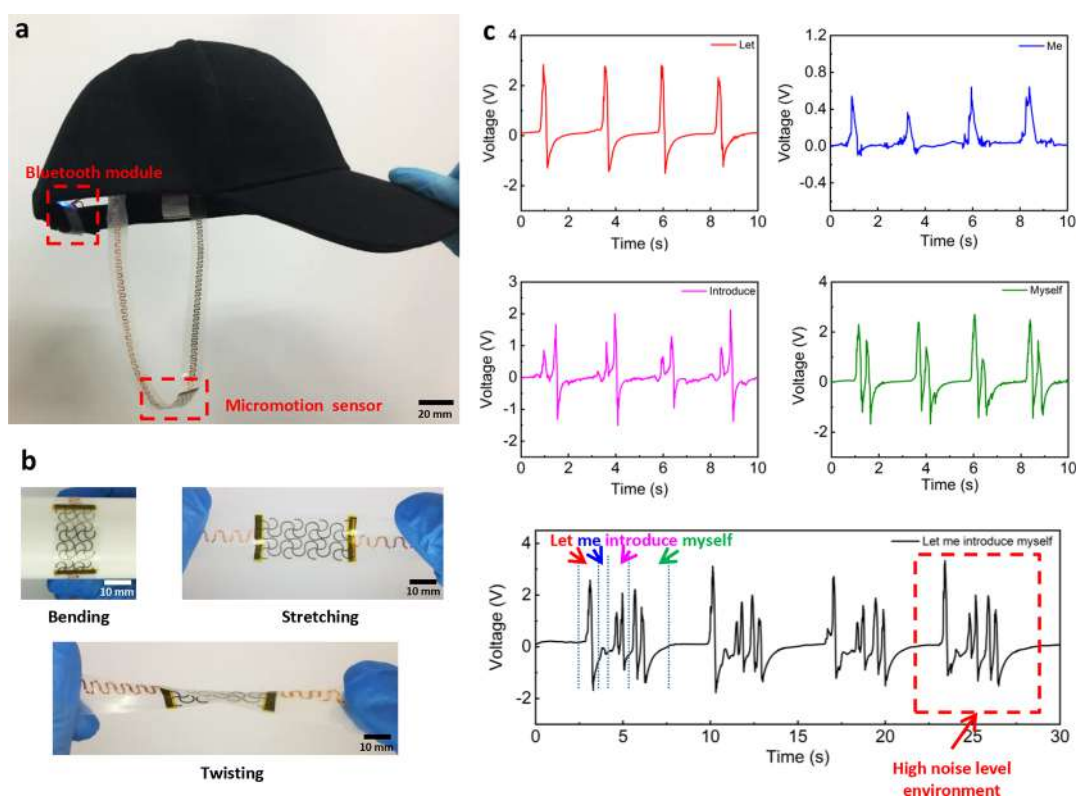 a
Bluetooth module
Micromotion sensor
20 mm
b
10 mm
Bending
10 mm
Stretching
10 mm
Twisting
c
4
2
0
-2
Voltage (V)
Let
0 2 4 6 8 10
Time (s)
1.2
0.6
0.0
-0.6
Voltage (V)
Me
0 2 4 6 8 10
Time (s)
3
2
1
0
-1
-2
Voltage (V)
Introduce
0 2 4 6 8 10
Time (s)
4
2
0
-2
Voltage (V)
Myself
0 2 4 6 8 10
Time (s)
4
2
0
-2
Voltage (V)
Let me introduce myself
Let me introduce myself
0 5 10 15 20 25 30
Time (s)
High noise level
environment